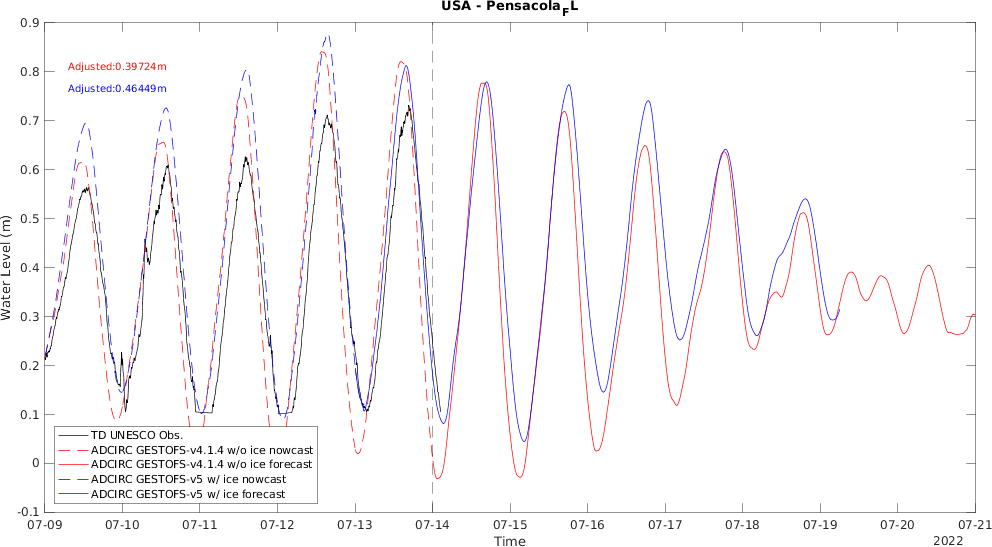 USA - Pensacola_FL
0.9
0.8
0.7
0.6
0.5
0.4
0.3
0.2
0.1
0
-0.1
Water Level (m)
Adjusted:0.39724m
Adjusted:0.46449m
TD UNESCO Obs.
ADCIRC GESTOFS-v4.1.4 w/o ice nowcast
ADCIRC GESTOFS-v4.1.4 w/o ice forecast
ADCIRC GESTOFS-v5 w/ ice nowcast
ADCIRC GESTOFS-v5 w/ ice forecast
07-09 07-10 07-11 07-12 07-13 07-14 07-15 07-16 07-17 07-18 07-19 07-20 07-21
Time
2022